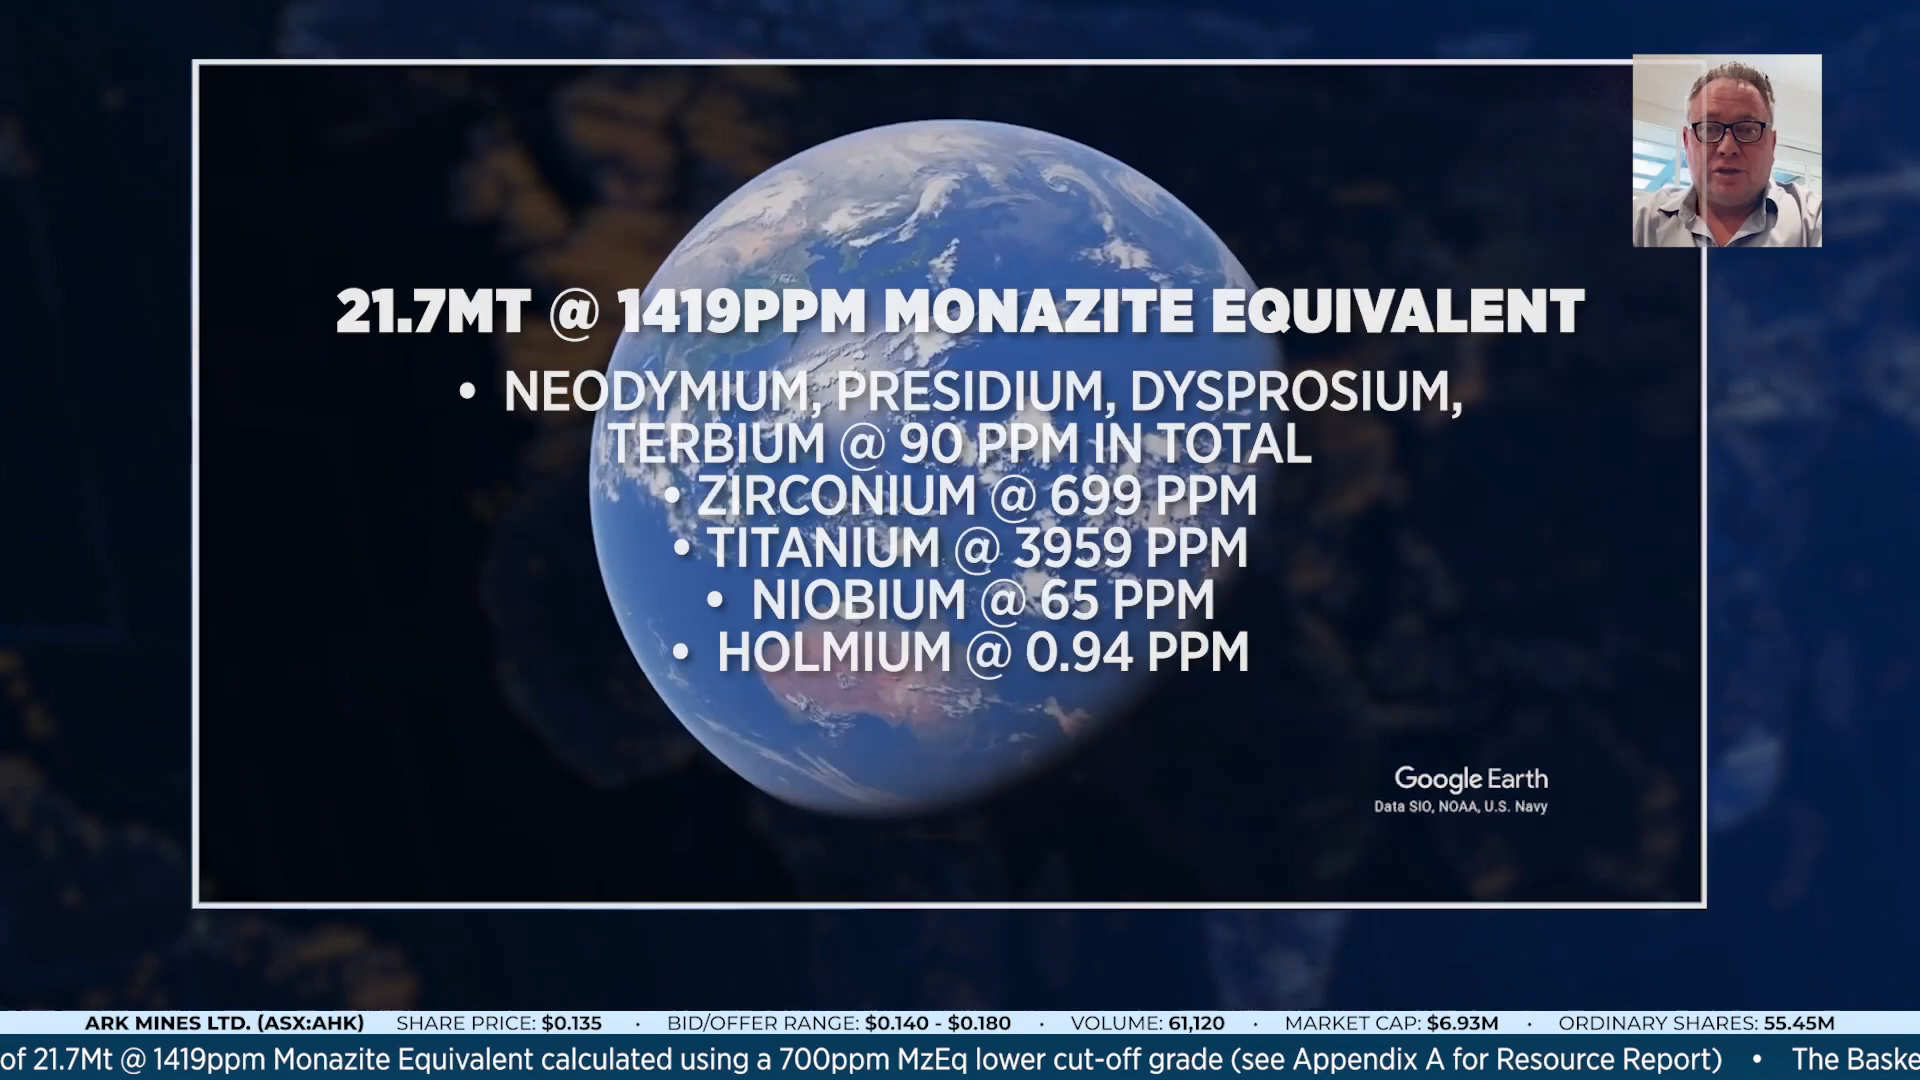 21.7MT @ 1419PPM MONAZITE EQUIVALENT
• NEODYMIUM, PRESIDIUM, DYSPROSIUM,
TERBIUM @ 90 PPM IN TOTAL
• ZIRCONIUM @ 699 PPM
• TITANIUM @ 3959 PPM
• NIOBIUM @ 65 PPM
• HOLMIUM @ 0.94 PPM
Google Earth
Data SIO, NOAA, U.S. Navy
ARK MINES LTD. (ASX:AHK) SHARE PRICE: $0.135 · BID/OFFER RANGE: $0.140 - $0.180 · VOLUME: 61,120 · MARKET CAP: $6.93M · ORDINARY SHARES: 55.45M
of 21.7Mt @ 1419ppm Monazite Equivalent calculated using a 700ppm MzEq lower cut-off grade (see Appendix A for Resource Report) • The Baske